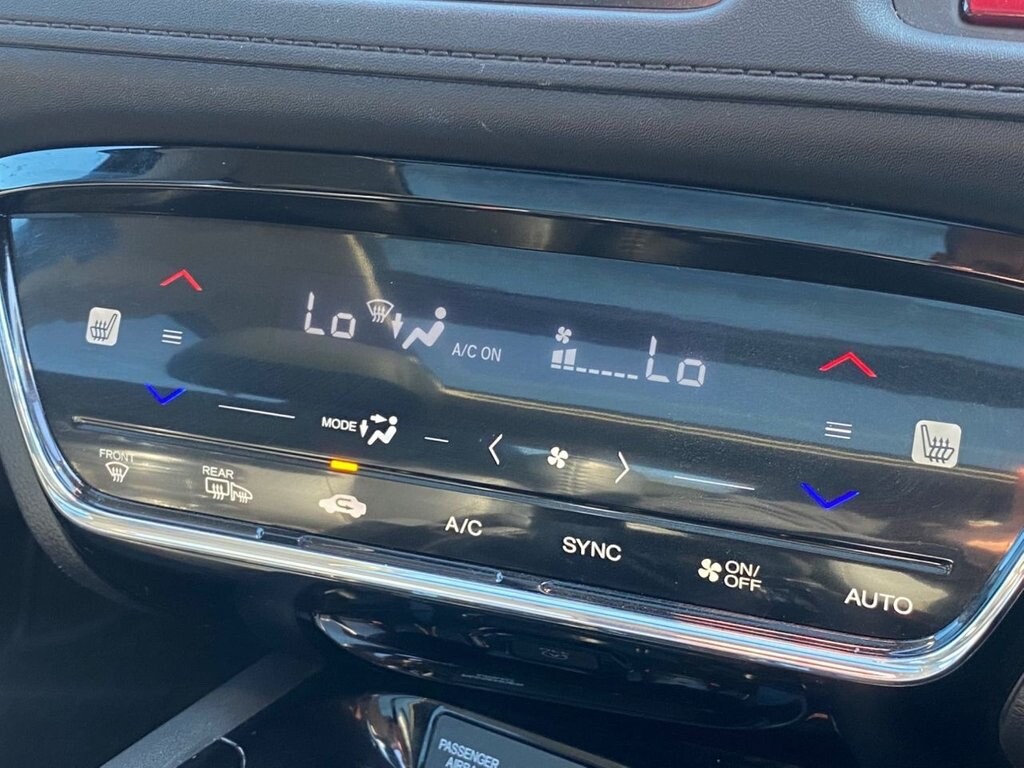 Lo
A/C ON
Lo
MODE
FRONT
REAR
A/C
SYNC
ON/
OFF
AUTO
PASSENGER